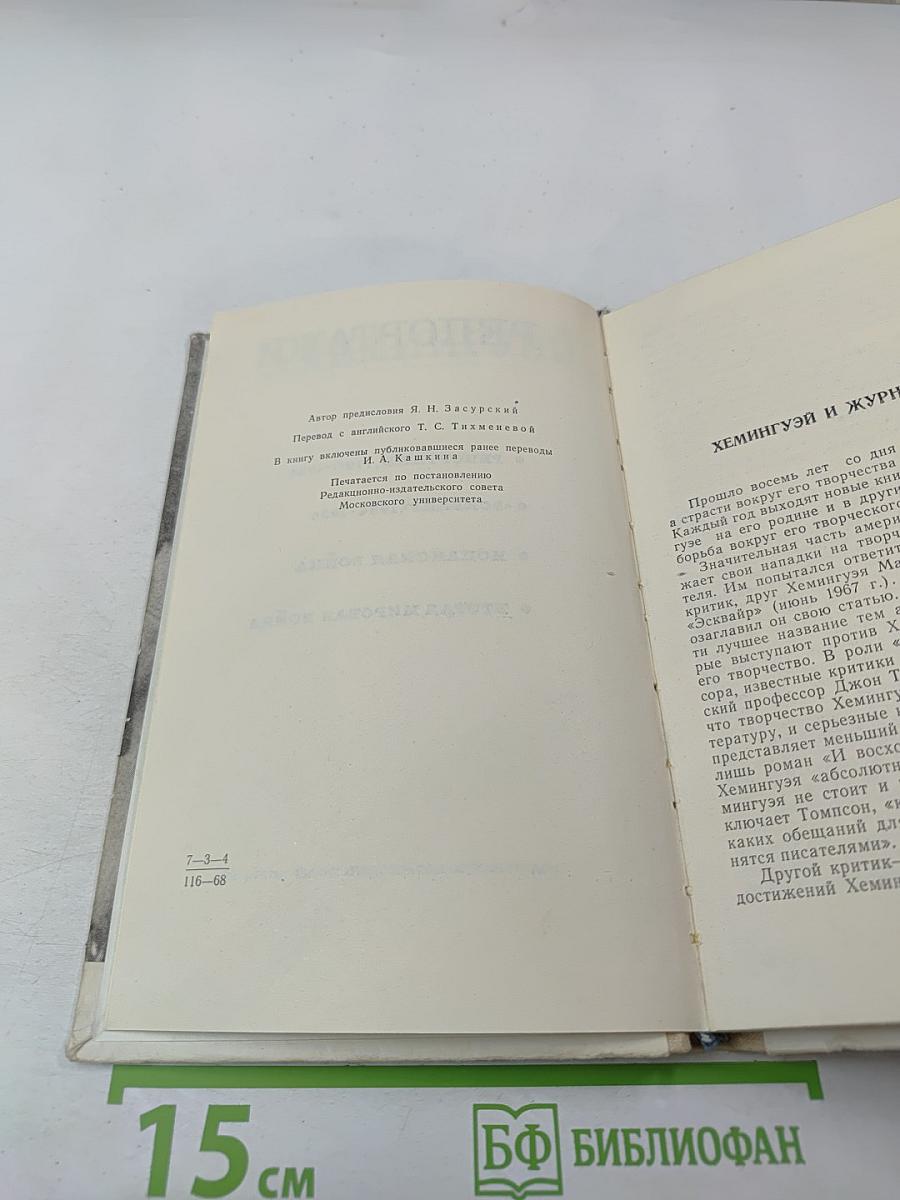 Автор предисловия Я. Н. Засурский
Перевод с английского Т. С. Тихменевой
В книгу включены публиковавшиеся ранее переводы
И. А. Кашкина
Печатается по постановлению
Редакционно-издательского совета
Московского университета
7—3—4
116—68
ХЕМИНГУЭЙ И ЖУРН
Прошло восемь лет со дня
а страсти вокруг его творчества
Каждый год выходят новые кни
гуэе на его родине и в други
борьба вокруг его творческого
Значительная часть амери
жает свои нападки на творч
теля. Им попытался ответит
критик, друг Хемингуэя Ма
«Эсквайр» (июнь 1967 г.).
озаглавил он свою статью.
ти лучшее название тем а
рые выступают против Х
его творчество. В роли «
сора, известные критики
ский профессор Джон Т
что творчество Хемингу
тературу, и серьезные
представляет меньший
лишь роман «И восхо
Хемингуэя «абсолютн
мингуэя не стоит и
ключает Томпсон, «к
каких обещаний для
нятся писателями».
Другой критик—
достижений Хемин
15 см
БФ БИБЛИОФАН